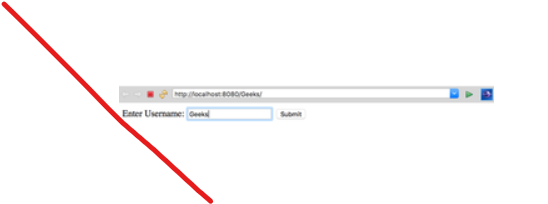 http://localhost:8080/Geeks/
Enter Username: Geeks Submit